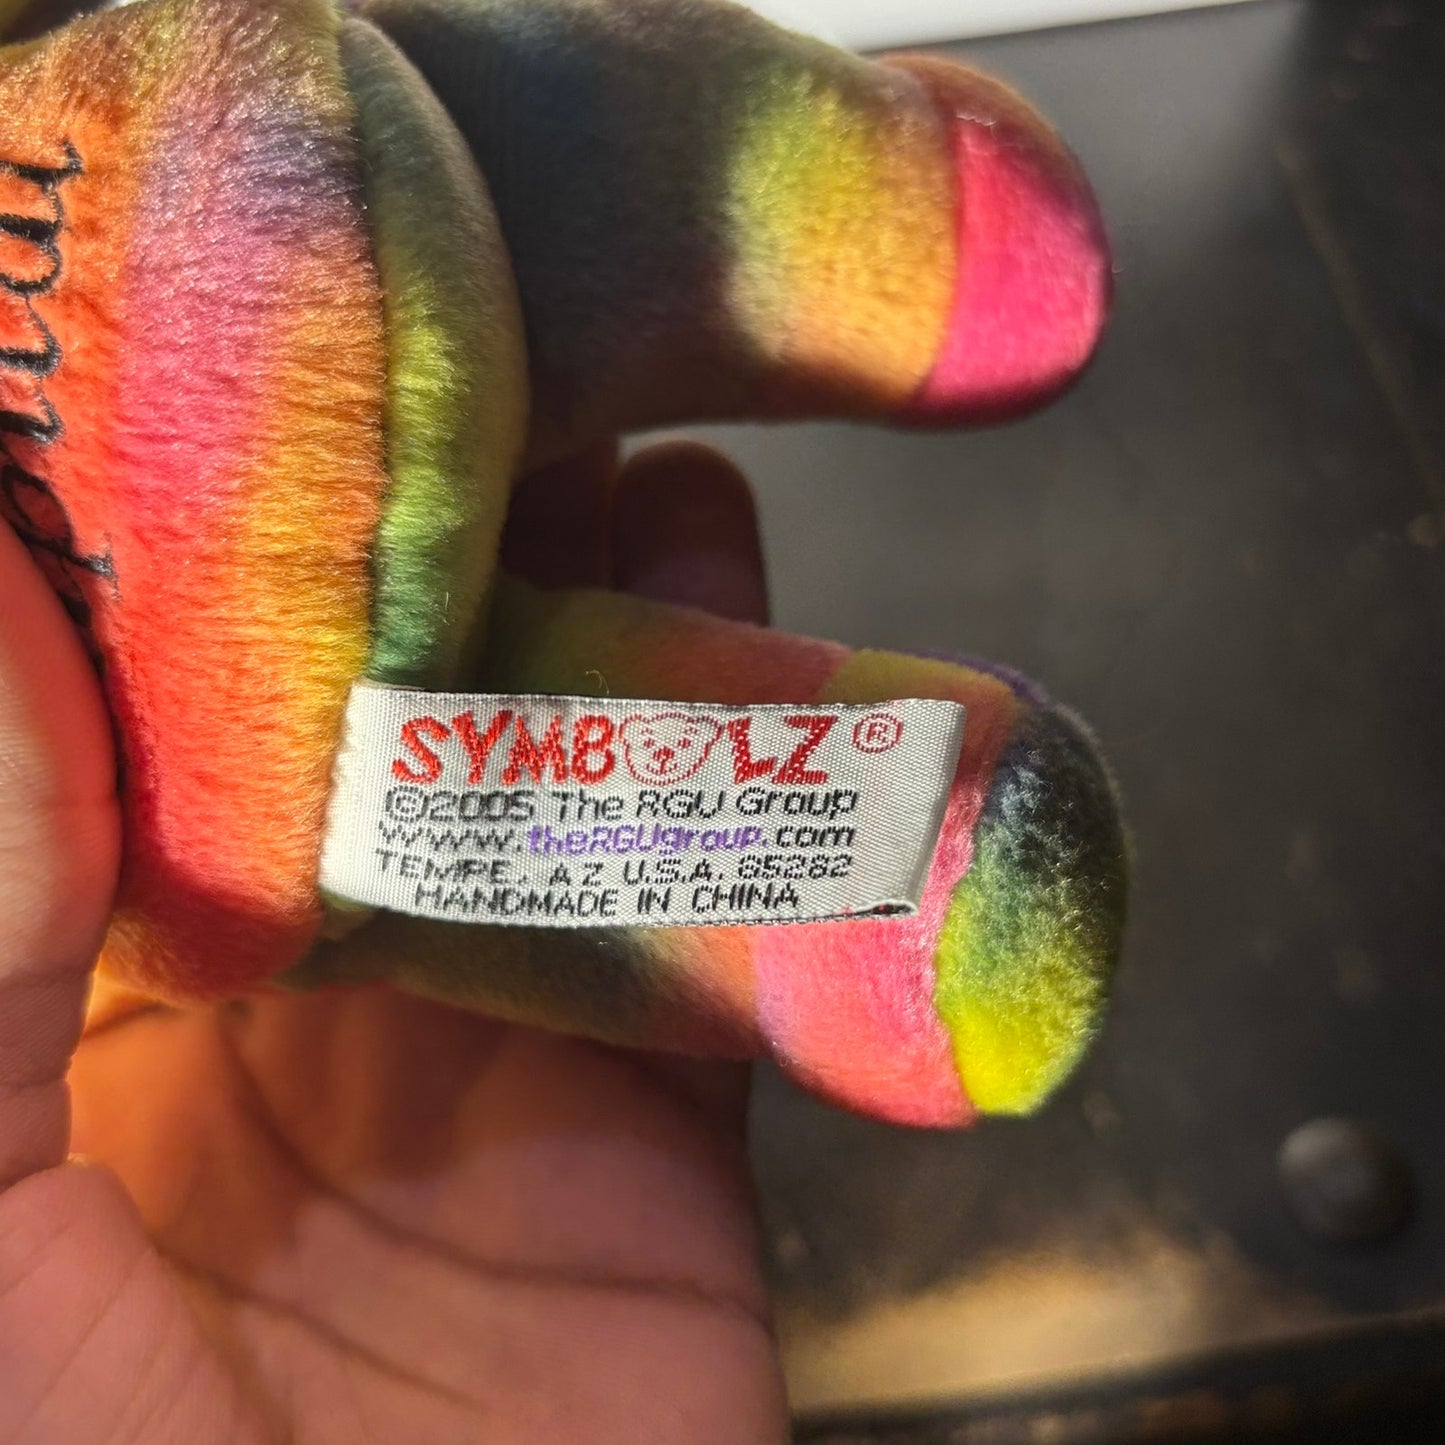 SYMBOLZ®
©2005 The RGU Group
www.theRGUgroup.com
TEMPE, AZ U.S.A. 85282
HANDMADE IN CHINA